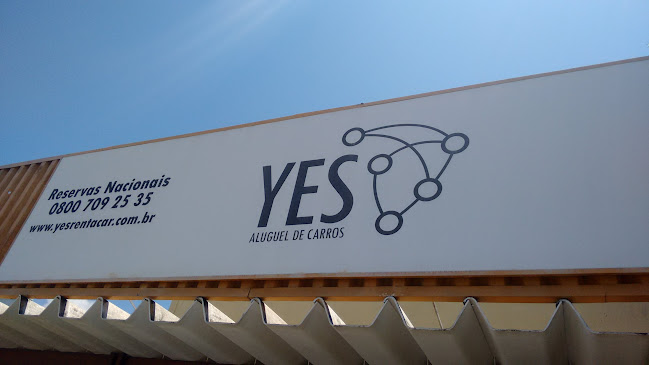 Reservas Nacionais
0800 709 25 35
www.yesrentacar.com.br
YES
ALUGUEL DE CARROS